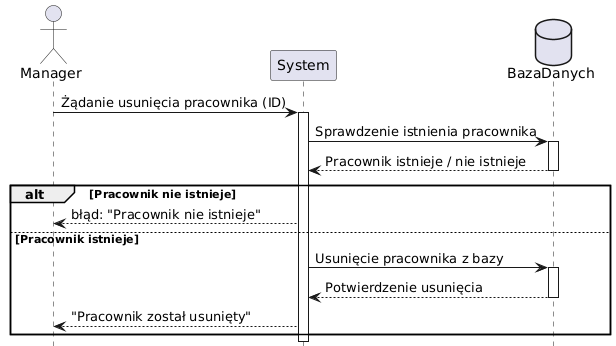 Manager
System
BazaDanych
Żądanie usunięcia pracownika (ID)
Sprawdzenie istnienia pracownika
Pracownik istnieje / nie istnieje
alt [Pracownik nie istnieje]
błąd: "Pracownik nie istnieje"
[Pracownik istnieje]
Usunięcie pracownika z bazy
Potwierdzenie usunięcia
"Pracownik został usunięty"